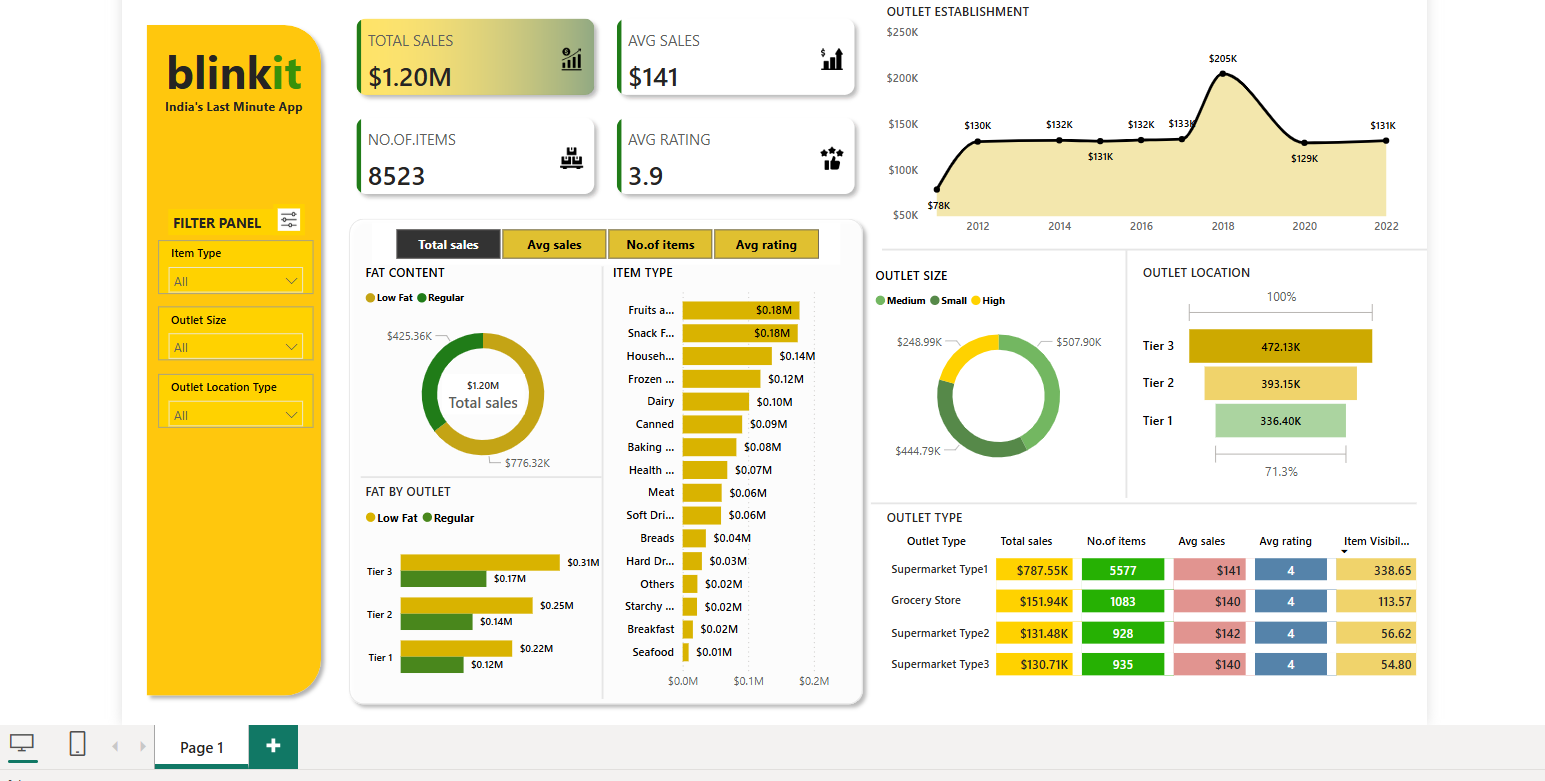 blinkit
India's Last Minute App
FILTER PANEL
Item Type
All
Outlet Size
All
Outlet Location Type
All
TOTAL SALES
$1.20M
AVG SALES
$141
NO.OF.ITEMS
8523
AVG RATING
3.9
Total sales
Avg sales
No.of items
Avg rating
FAT CONTENT
Low Fat Regular
$425.36K
$1.20M
Total sales
$776.32K
FAT BY OUTLET
Low Fat Regular
Tier 3 $0.31M
$0.17M
Tier 2 $0.25M
$0.14M
Tier 1 $0.22M
$0.12M
ITEM TYPE
Fruits a... $0.18M
Snack F... $0.18M
Househ... $0.14M
Frozen ... $0.12M
Dairy $0.10M
Canned $0.09M
Baking ... $0.08M
Health ... $0.07M
Meat $0.06M
Soft Dri... $0.06M
Breads $0.04M
Hard Dr... $0.03M
Others $0.02M
Starchy ... $0.02M
Breakfast $0.02M
Seafood $0.01M
$0.0M $0.1M $0.2M
OUTLET ESTABLISHMENT
$250K
$200K
$150K
$100K
$50K
$78K
$130K
$132K
$131K
$132K
$133K
$205K
$129K
$131K
2012 2014 2016 2018 2020 2022
OUTLET SIZE
Medium Small High
$248.99K
$507.90K
$444.79K
OUTLET LOCATION
100%
Tier 3 472.13K
Tier 2 393.15K
Tier 1 336.40K
71.3%
OUTLET TYPE
Outlet Type Total sales No.of items Avg sales Avg rating Item Visibil...
Supermarket Type1 $787.55K 5577 $141 4 338.65
Grocery Store $151.94K 1083 $140 4 113.57
Supermarket Type2 $131.48K 928 $142 4 56.62
Supermarket Type3 $130.71K 935 $140 4 54.80
Page 1